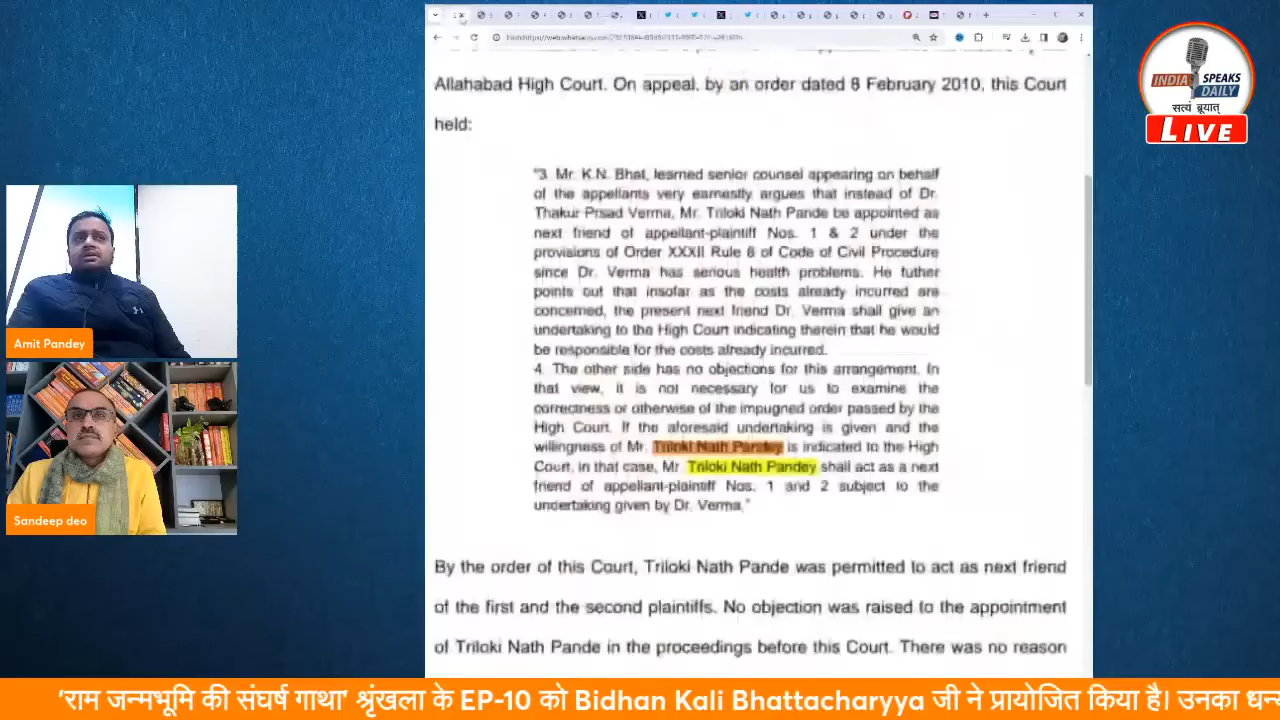 Allahabad High Court. On appeal, by an order dated 8 February 2010, this Court
held:
"3. Mr. K.N. Bhat, learned senior counsel appearing on behalf
of the appellants very earnestly argues that instead of Dr.
Thakur Prsad Verma, Mr. Triloki Nath Pande be appointed as
next friend of appellant-plaintiff Nos. 1 & 2 under the
provisions of Order XXXII Rule 8 of Code of Civil Procedure
since Dr. Verma has serious health problems. He futher
points out that insofar as the costs already incurred are
concerned, the present next friend Dr. Verma shall give an
undertaking to the High Court indicating therein that he would
be responsible for the costs already incurred.
4. The other side has no objections for this arrangement. In
that view, it is not necessary for us to examine the
correctness or otherwise of the impugned order passed by the
High Court. If the aforesaid undertaking is given and the
willingness of Mr. Triloki Nath Pandey is indicated to the High
Court, in that case, Mr. Triloki Nath Pandey shall act as a next
friend of appellant-plaintiff Nos. 1 and 2 subject to the
undertaking given by Dr. Verma."
By the order of this Court, Triloki Nath Pande was permitted to act as next friend
of the first and the second plaintiffs. No objection was raised to the appointment
of Triloki Nath Pande in the proceedings before this Court. There was no reason
INDIA SPEAKS
DAILY
सत्यं ब्रूयात्
LIVE
Amit Pandey
Sandeep deo
'राम जन्मभूमि की संघर्ष गाथा' श्रृंखला के EP-10 को Bidhan Kali Bhattacharyya जी ने प्रायोजित किया है। उनका धन्